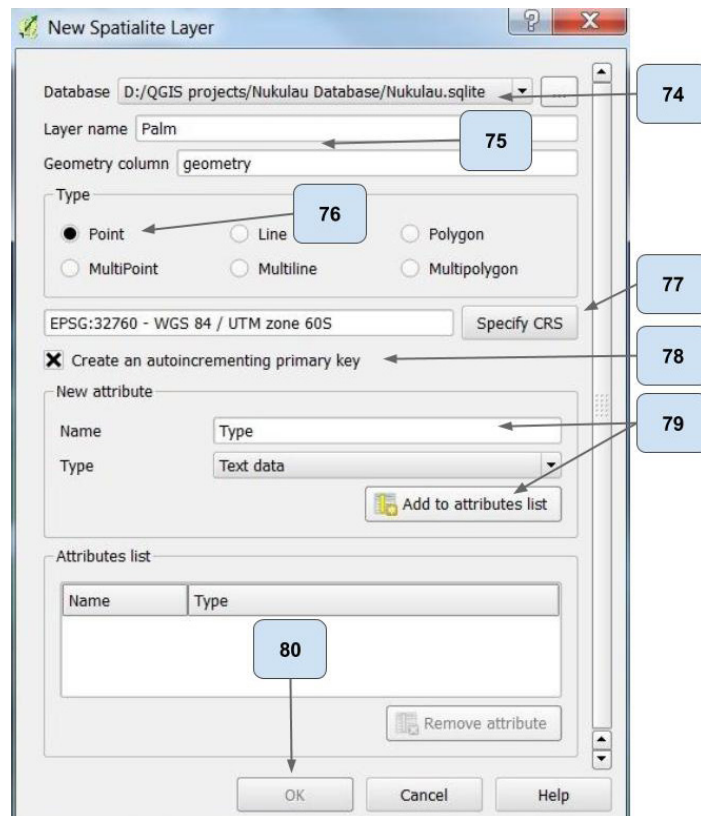 New Spatialite Layer
Database D:/QGIS projects/Nukulau Database/Nukulau.sqlite ...
74
Layer name Palm
75
Geometry column geometry
Type
76
Point Line Polygon
MultiPoint Multiline Multipolygon
77
EPSG:32760 - WGS 84 / UTM zone 60S Specify CRS
Create an autoincrementing primary key
78
New attribute
79
Name Type
Type Text data
Add to attributes list
Attributes list
Name Type
80
Remove attribute
OK Cancel Help